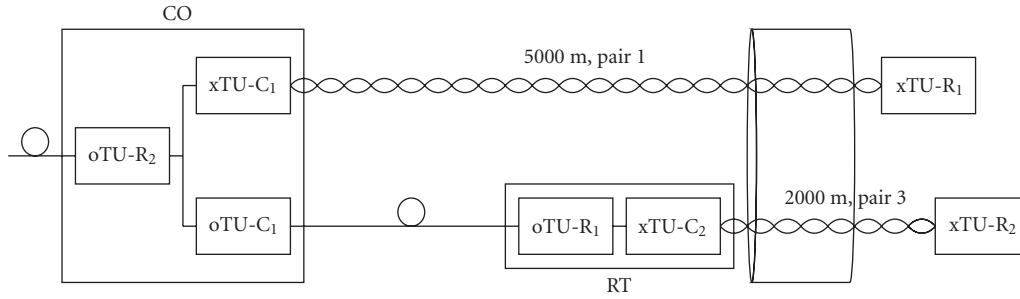 CO
5000 m, pair 1
xTU-C₁
xTU-R₁
oTU-R₂
2000 m, pair 3
oTU-C₁
oTU-R₁
xTU-C₂
xTU-R₂
RT